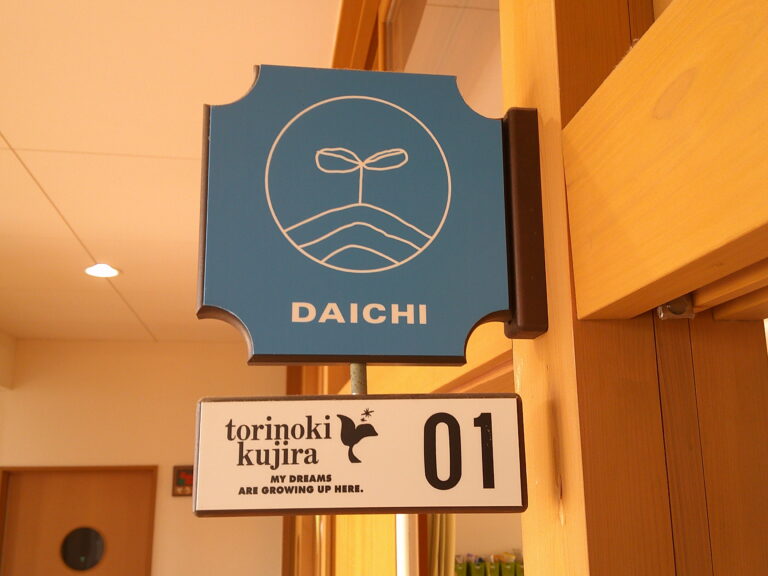 DAICHI
torinoki
kujira
01
MY DREAMS
ARE GROWING UP HERE.